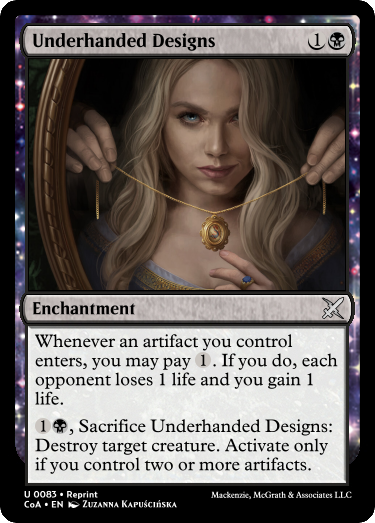 Underhanded Designs 1
Enchantment
Whenever an artifact you control
enters, you may pay 1. If you do, each
opponent loses 1 life and you gain 1
life.
1, Sacrifice Underhanded Designs:
Destroy target creature. Activate only
if you control two or more artifacts.
U 0083 • Reprint
CoA • EN Zuzanna Kapuścińska
Mackenzie, McGrath & Associates LLC